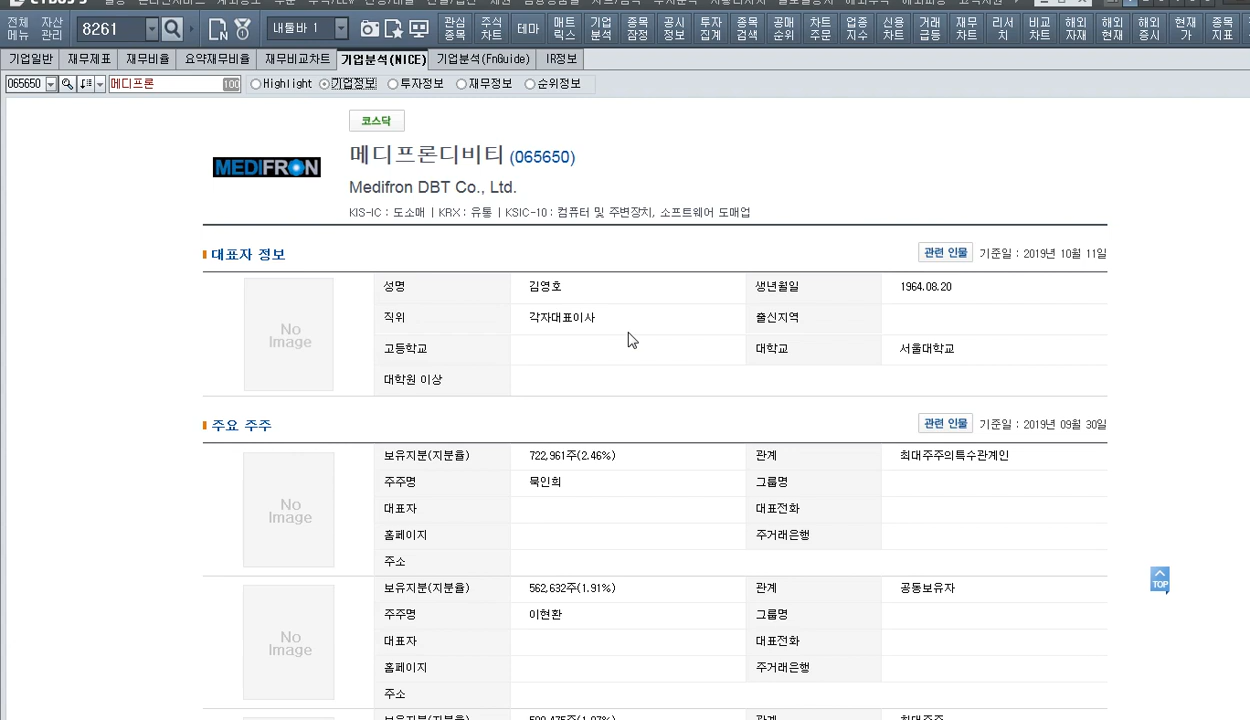 전체 자산 8261 내툴바 1 관심 주식 테마 매트 기업 종목 공시 투자 종목 공매 차트 업종 신용 거래 재무 리서 비교 해외 해외 해외 현재 종목
메뉴 관리 종목 차트 릭스 분석 잠정 정보 집계 검색 순위 주문 지수 차트 급등 차트 치 차트 자재 현재 증시 가 지표
기업일반 재무제표 재무비율 요약재무비율 재무비교차트 기업분석(NICE) 기업분석(FnGuide) IR정보
065650 메디프론 100 Highlight 기업정보 투자정보 재무정보 순위정보
코스닥
MEDIFRON
메디프론디비티 (065650)
Medifron DBT Co., Ltd.
KIS-IC : 도소매 | KRX : 유통 | KSIC-10 : 컴퓨터 및 주변장치, 소프트웨어 도매업
대표자 정보 관련 인물 기준일 : 2019년 10월 11일
No Image
성명 김영호 생년월일 1964.08.20
직위 각자대표이사 출신지역
고등학교 대학교 서울대학교
대학원 이상
주요 주주 관련 인물 기준일 : 2019년 09월 30일
No Image
보유지분(지분율) 722,961주(2.46%) 관계 최대주주의특수관계인
주주명 묵인희 그룹명
대표자 대표전화
홈페이지 주거래은행
주소
TOP
No Image
보유지분(지분율) 562,632주(1.91%) 관계 공동보유자
주주명 이현환 그룹명
대표자 대표전화
홈페이지 주거래은행
주소